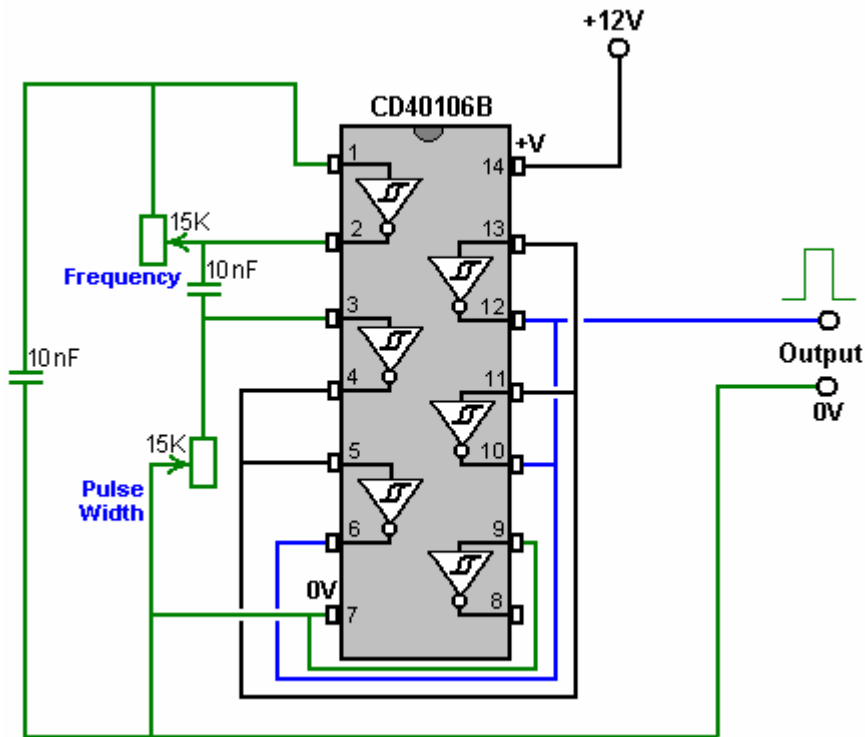 +12V
CD40106B
+V
1
14
15K
2
13
Frequency
10nF
3
12
Output
10nF
4
11
0V
15K
5
10
Pulse
Width
6
9
0V
7
8